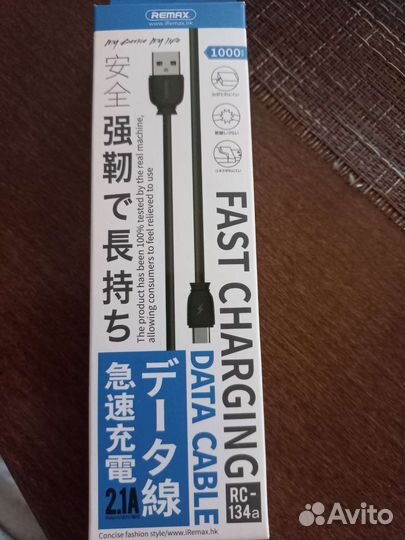 REMAX
www.iRemax.hk
My Device My Life
1000
安全
强靭で長持ち
The product has been 100% tested by the real machine,
allowing consumers to feel relieved to use
FAST CHARGING
DATA CABLE
RC-
134a
データ線
急速充電
2.1A
Concise fashion style/www.iRemax.hk
Avito